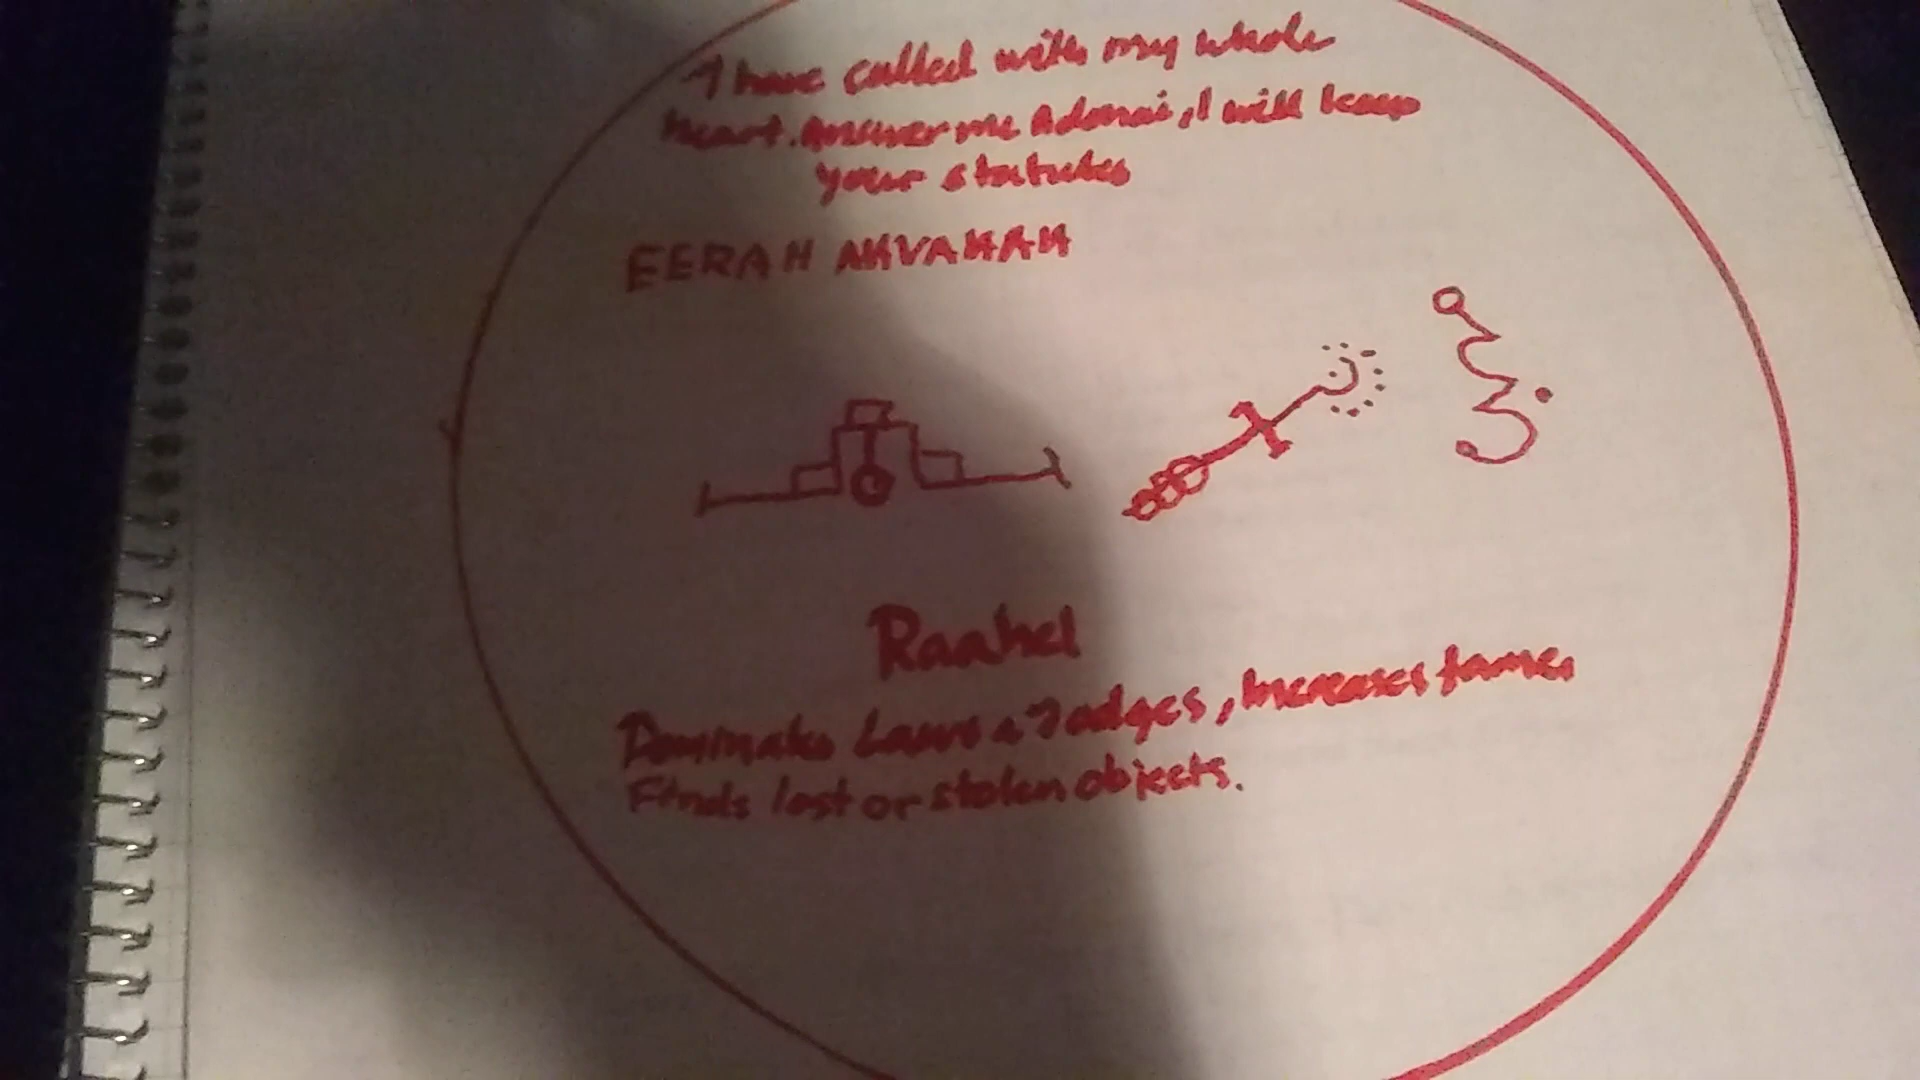 I have called with my whole
heart. Answer me Adonai, I will keep
your statutes
EERAH AKVAHAH
Raahel
Dominates Laws & Judges, Increases fame,
Finds lost or stolen objects.